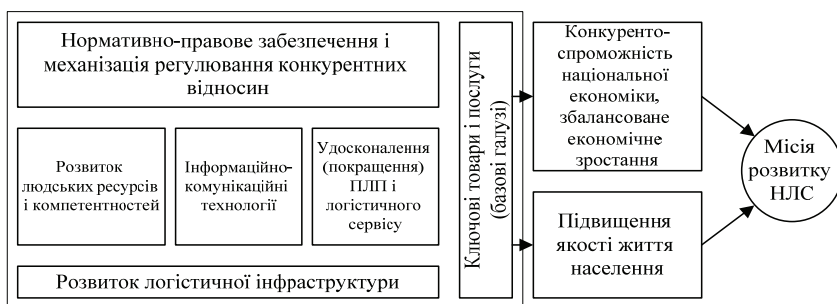 Нормативно-правове забезпечення і
механізація регулювання конкурентних
відносин
Розвиток
людських ресурсів
і компетентностей
Інформаційно-
комунікаційні
технології
Удосконалення
(покращення)
ПЛП і
логістичного
сервісу
Розвиток логістичної інфраструктури
Ключові товари і послуги
(базові галузі)
Конкуренто-
спроможність
національної
економіки,
збалансоване
економічне
зростання
Підвищення
якості життя
населення
Місія
розвитку
НЛС